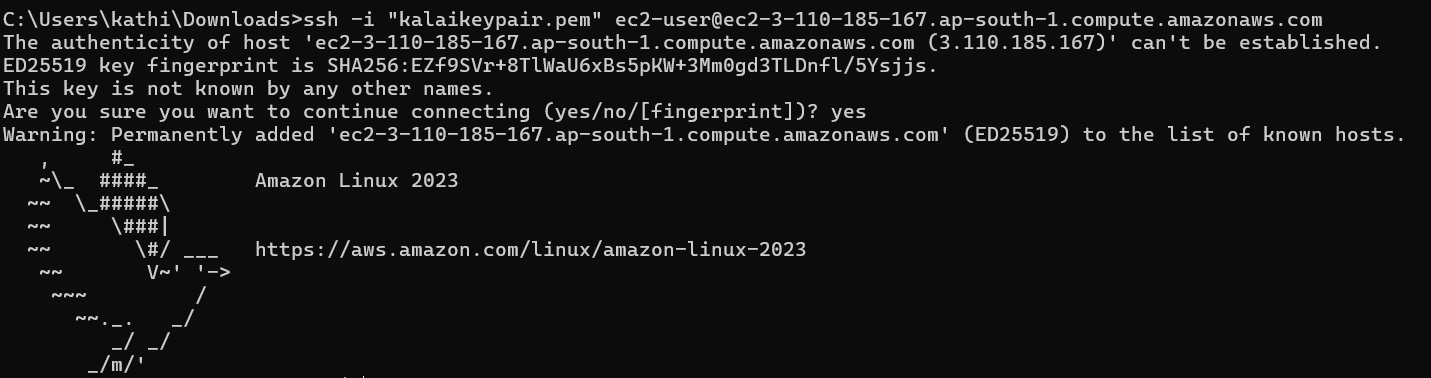 C:\Users\kathi\Downloads>ssh -i "kalaikeypair.pem" ec2-user@ec2-3-110-185-167.ap-south-1.compute.amazonaws.com
The authenticity of host 'ec2-3-110-185-167.ap-south-1.compute.amazonaws.com (3.110.185.167)' can't be established.
ED25519 key fingerprint is SHA256:EZf9SVr+8TlWaU6xBs5pKW+3Mm0gd3TLDnfl/5Ysjjs.
This key is not known by any other names.
Are you sure you want to continue connecting (yes/no/[fingerprint])? yes
Warning: Permanently added 'ec2-3-110-185-167.ap-south-1.compute.amazonaws.com' (ED25519) to the list of known hosts.
   ,     #_
   ~\_  ####_        Amazon Linux 2023
  ~~  \_#####\
  ~~     \###|
  ~~       \#/ ___   https://aws.amazon.com/linux/amazon-linux-2023
   ~~       V~' '->
    ~~~         /
      ~~._.   _/
         _/ _/
       _/m/'